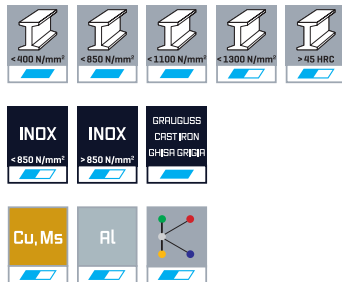 <400 N/mm² <850 N/mm² <1100 N/mm² <1300 N/mm² >45 HRC
INOX INOX GRAUGUSS
CAST IRON
<850 N/mm² >850 N/mm² GHISA GRIGIA
Cu, Ms Al